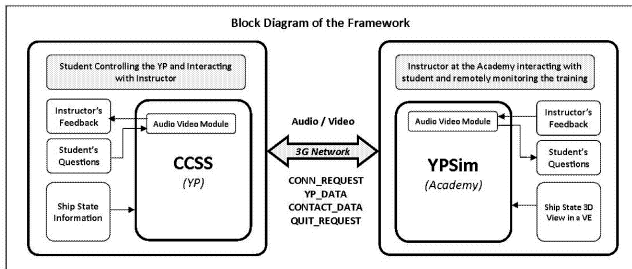 Block Diagram of the Framework
Student Controlling the YP and Interacting
with Instructor
Instructor's
Feedback
Student's
Questions
Ship State
Information
Audio Video Module
CCSS
(YP)
Audio / Video
3G Network
CONN_REQUEST
YP_DATA
CONTACT_DATA
QUIT_REQUEST
Instructor at the Academy interacting with
student and remotely monitoring the training
Audio Video Module
YPSim
(Academy)
Instructor's
Feedback
Student's
Questions
Ship State 3D
View in a VE